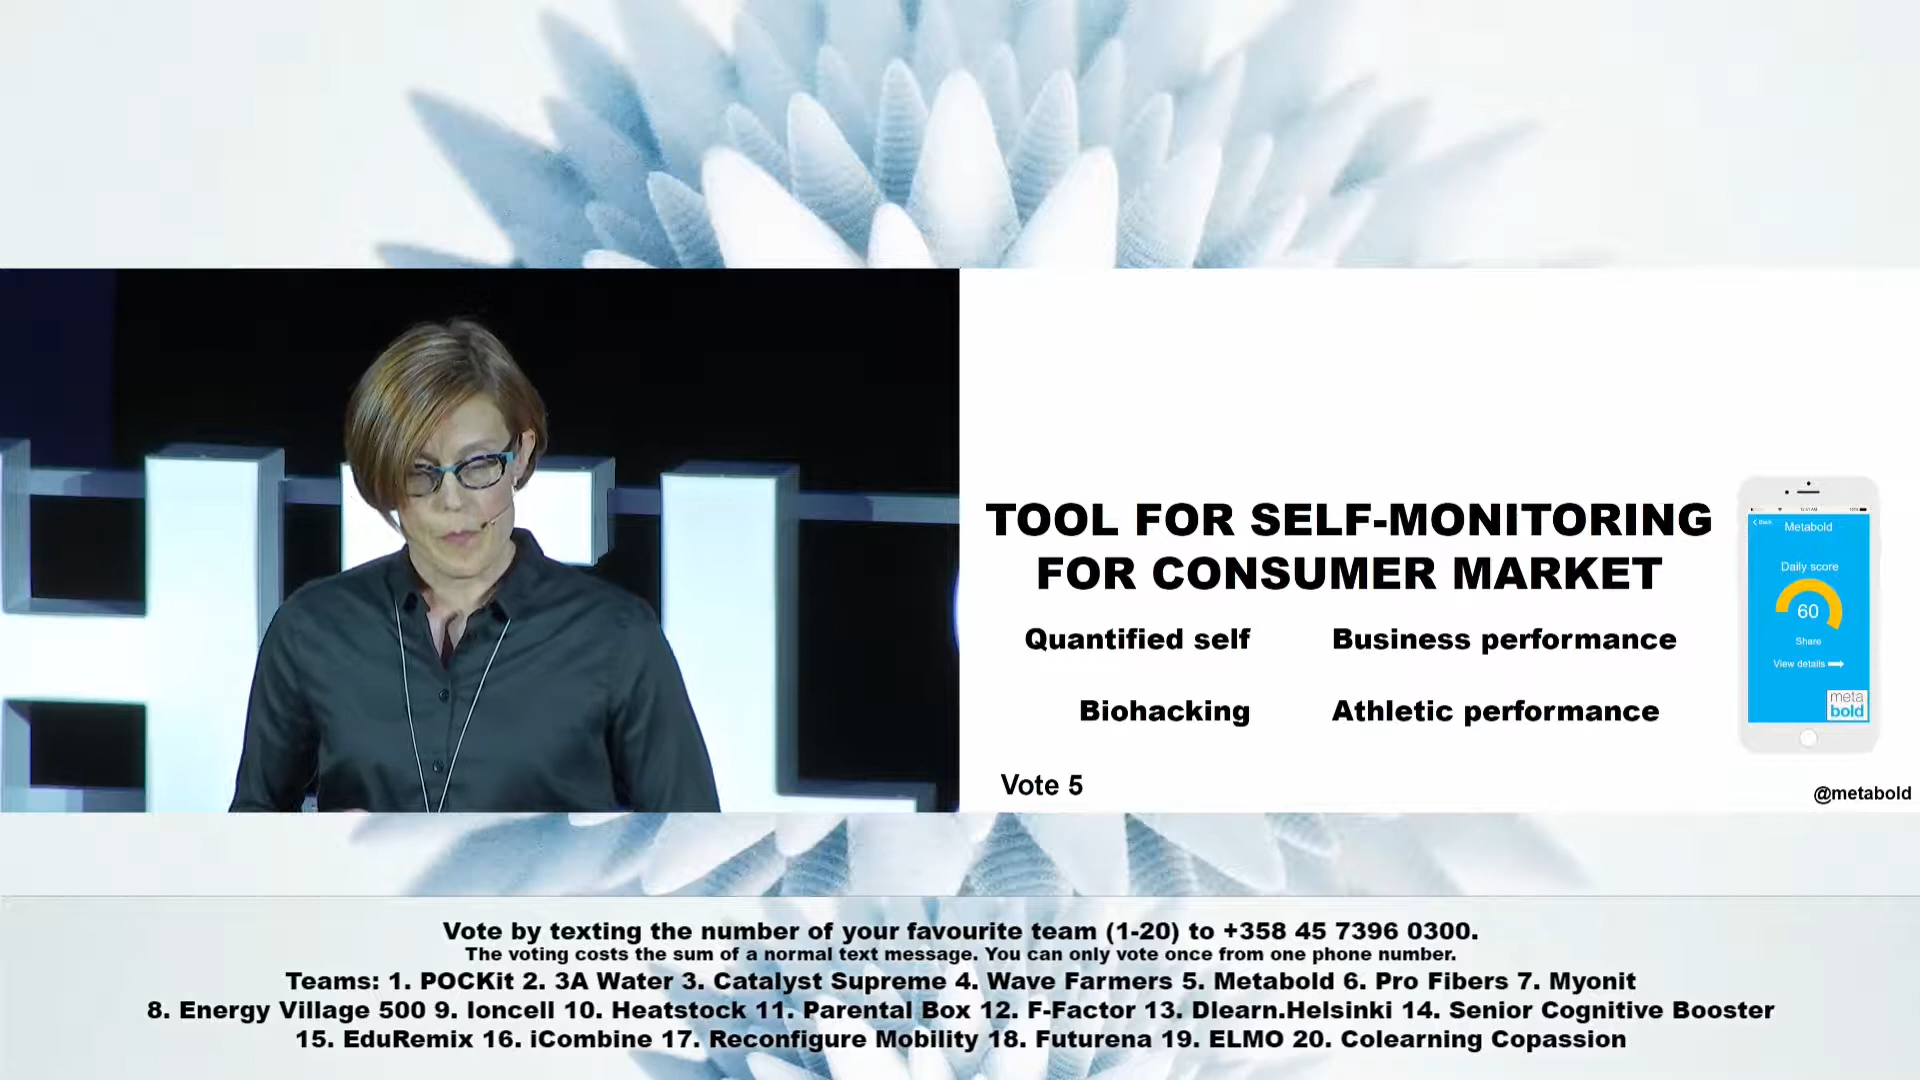 TOOL FOR SELF-MONITORING
FOR CONSUMER MARKET
Quantified self
Business performance
Biohacking
Athletic performance
Vote 5
Back
Metabold
Daily score
60
Share
View details
meta
bold
@metabold
Vote by texting the number of your favourite team (1-20) to +358 45 7396 0300.
The voting costs the sum of a normal text message. You can only vote once from one phone number.
Teams: 1. POCKit 2. 3A Water 3. Catalyst Supreme 4. Wave Farmers 5. Metabold 6. Pro Fibers 7. Myonit
8. Energy Village 500 9. Ioncell 10. Heatstock 11. Parental Box 12. F-Factor 13. Dlearn.Helsinki 14. Senior Cognitive Booster
15. EduRemix 16. iCombine 17. Reconfigure Mobility 18. Futurena 19. ELMO 20. Colearning Copassion